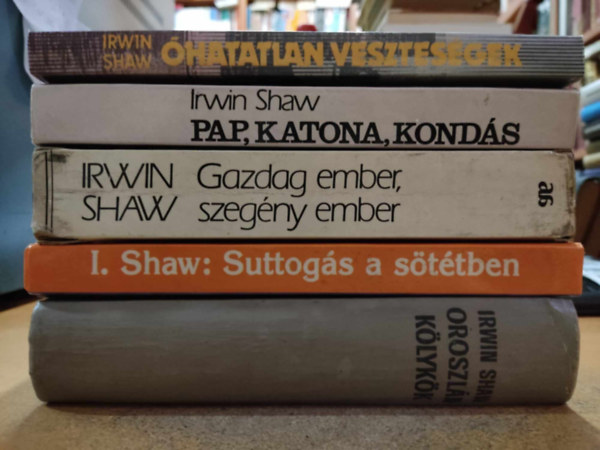 IRWIN
SHAW
ÓHATATLAN VESZTESÉGEK
Irwin Shaw
PAP, KATONA, KONDÁS
IRWIN
SHAW
Gazdag ember,
szegény ember
I. Shaw: Suttogás a sötétben
IRWIN SHAW
OROSZLÁN
KÖLYKÖK